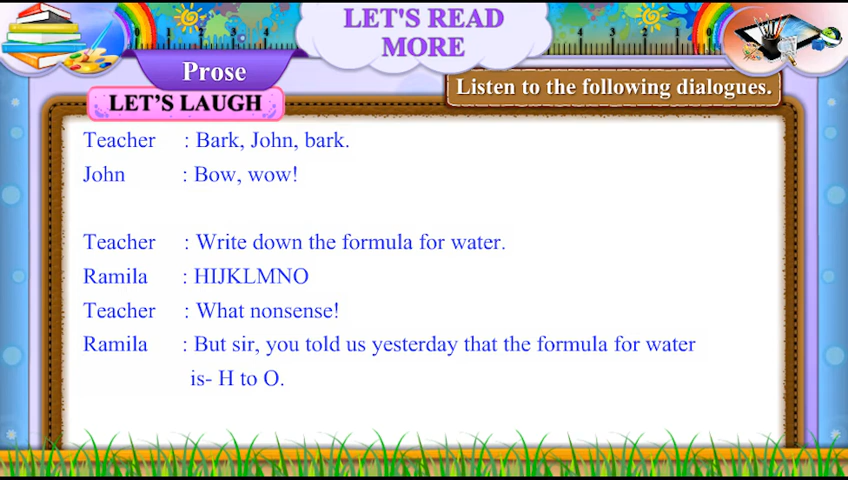 LET'S READ
MORE
Prose
LET'S LAUGH
Listen to the following dialogues.
Teacher : Bark, John, bark.
John : Bow, wow!
Teacher : Write down the formula for water.
Ramila : HIJKLMNO
Teacher : What nonsense!
Ramila : But sir, you told us yesterday that the formula for water
is- H to O.